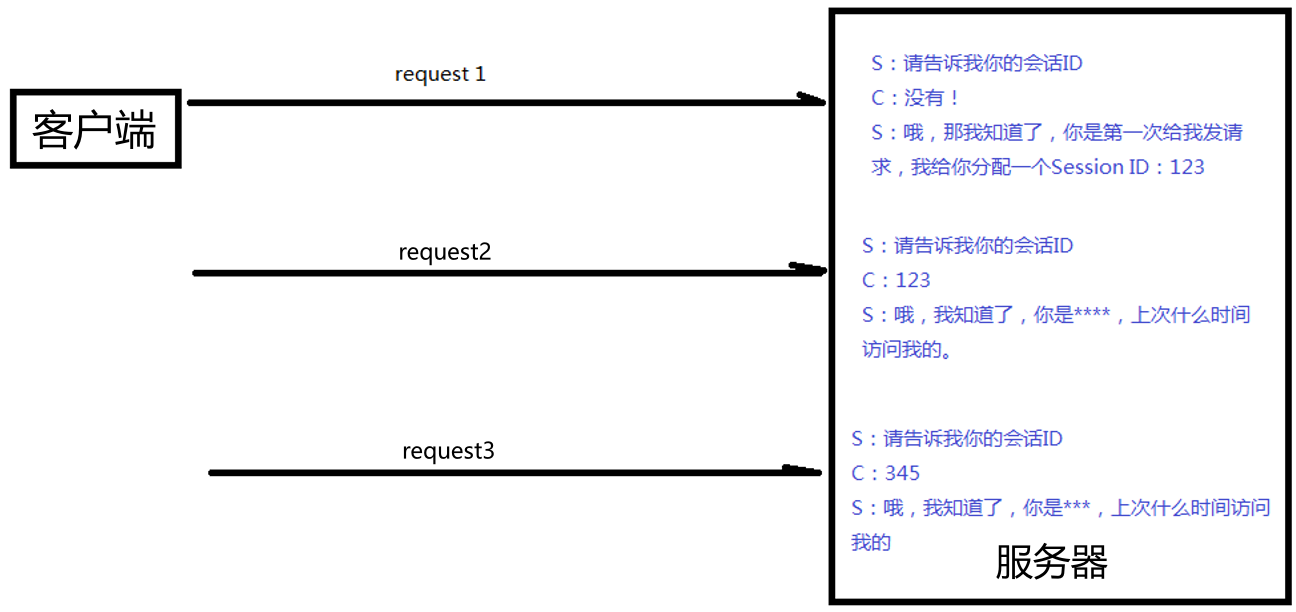 request 1
客户端
S：请告诉我你的会话ID
C：没有！
S：哦，那我知道了，你是第一次给我发请
求，我给你分配一个Session ID：123
request2
S：请告诉我你的会话ID
C：123
S：哦，我知道了，你是****，上次什么时间
访问我的。
request3
S：请告诉我你的会话ID
C：345
S：哦，我知道了，你是***，上次什么时间访问
我的
服务器